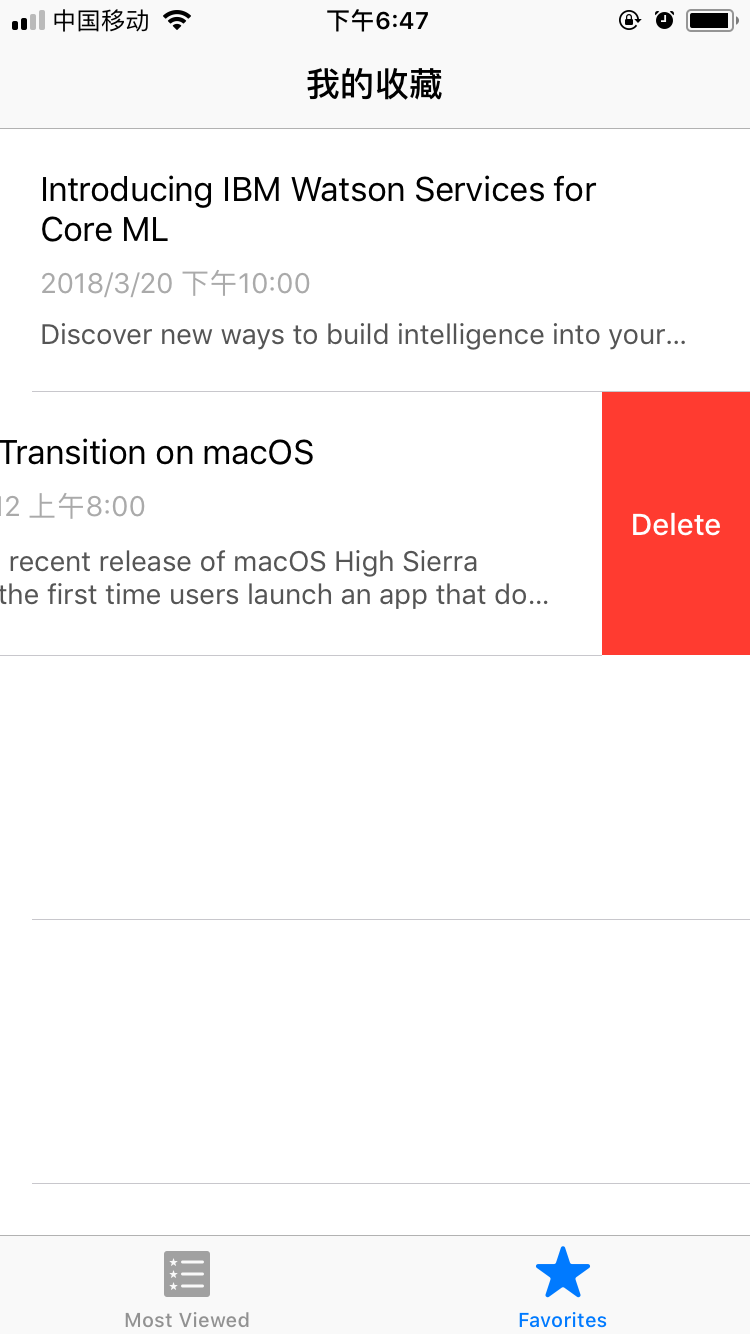 中国移动
下午6:47
我的收藏
Introducing IBM Watson Services for
Core ML
2018/3/20 下午10:00
Discover new ways to build intelligence into your...
Transition on macOS
12 上午8:00
recent release of macOS High Sierra
the first time users launch an app that do...
Delete
Most Viewed
Favorites